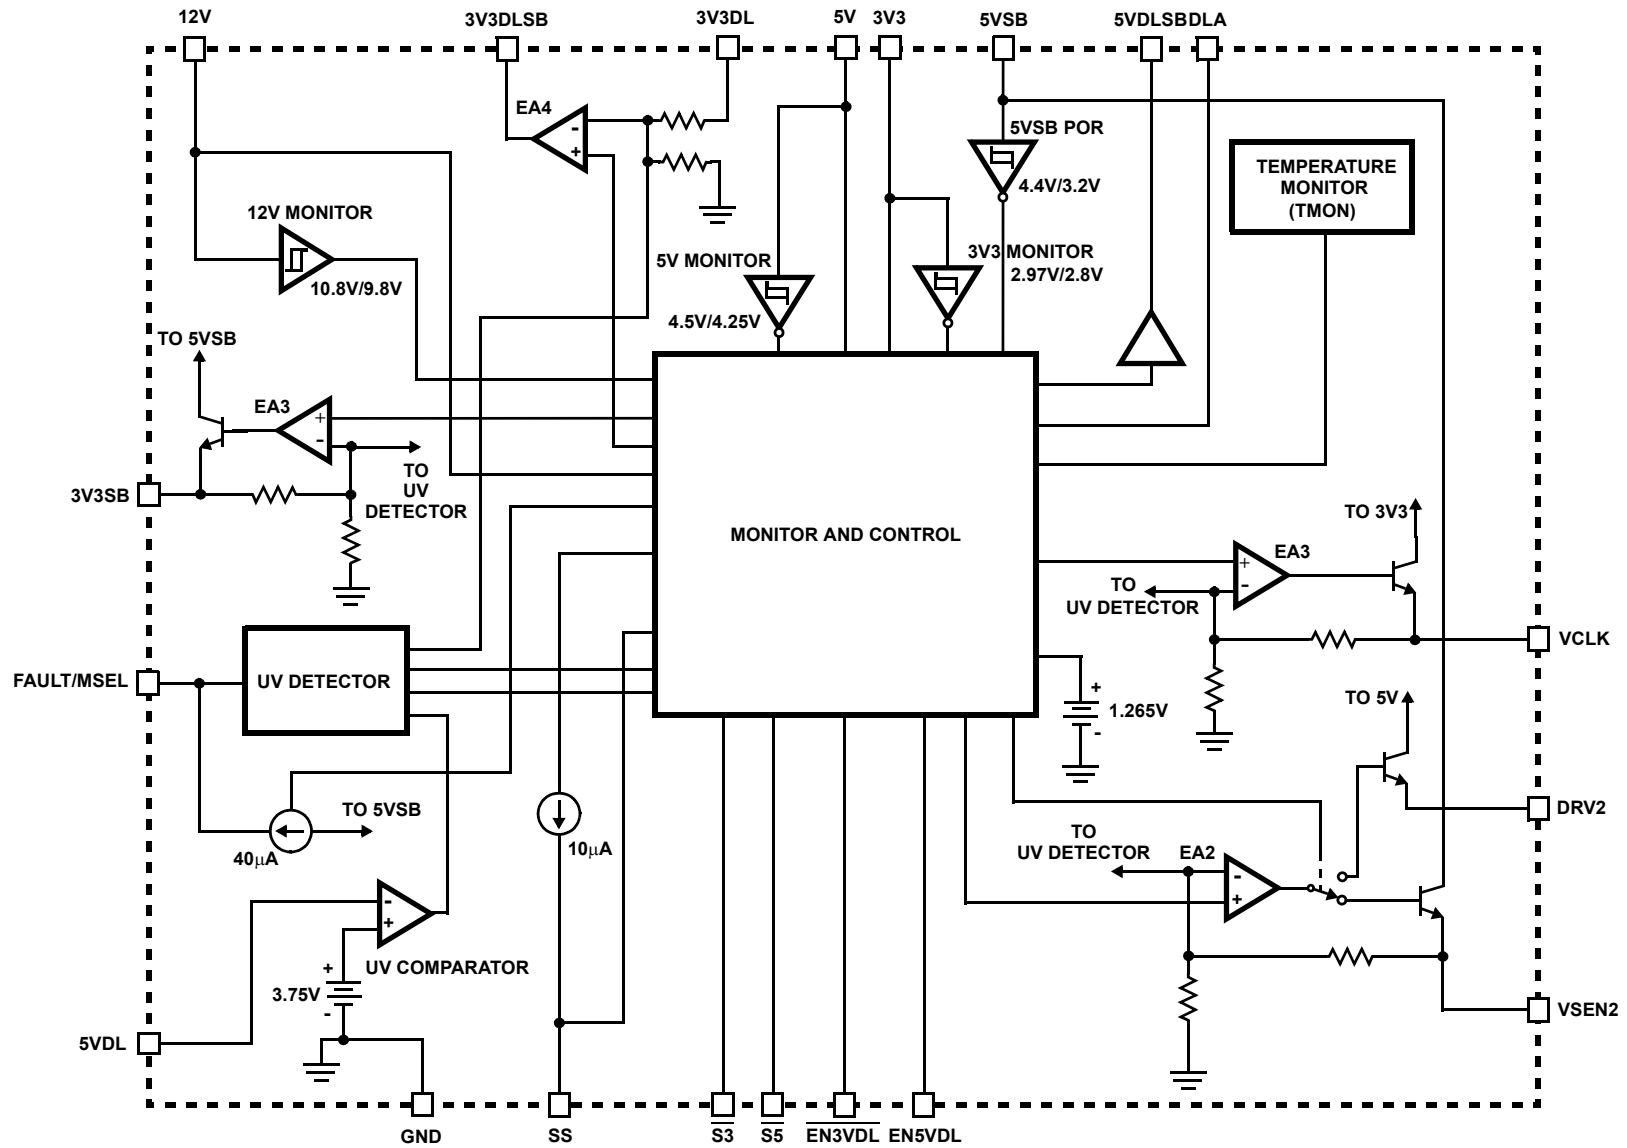 12V
3V3DLSB
3V3DL
5V
3V3
5VSB
5VDLSB
DLA
EA4
-
+
5VSB POR
4.4V/3.2V
TEMPERATURE
MONITOR
(TMON)
12V MONITOR
10.8V/9.8V
5V MONITOR
4.5V/4.25V
3V3 MONITOR
2.97V/2.8V
TO 5VSB
EA3
+
-
TO
UV
DETECTOR
3V3SB
MONITOR AND CONTROL
TO 3V3
EA3
+
-
TO
UV DETECTOR
VCLK
FAULT/MSEL
UV DETECTOR
+
1.265V
-
TO 5V
DRV2
TO 5VSB
40µA
10µA
TO
UV DETECTOR
EA2
-
+
-
+
UV COMPARATOR
+
3.75V
-
VSEN2
5VDL
GND
SS
S3
S5
EN3VDL
EN5VDL